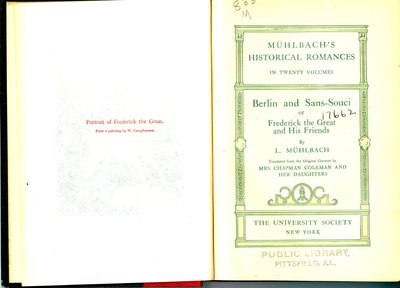 Portrait of Frederick the Great.
From a painting by W. Camphausen.
833
M
MÜHLBACH'S
HISTORICAL ROMANCES
IN TWENTY VOLUMES
Berlin and Sans-Souci
or
Frederick the Great
and His Friends
17662
By
L. MÜHLBACH
Translated from the Original German by
MRS. CHAPMAN COLEMAN AND
HER DAUGHTERS
THE UNIVERSITY SOCIETY
NEW YORK
PUBLIC LIBRARY,
PITTSFIELD, ILL.